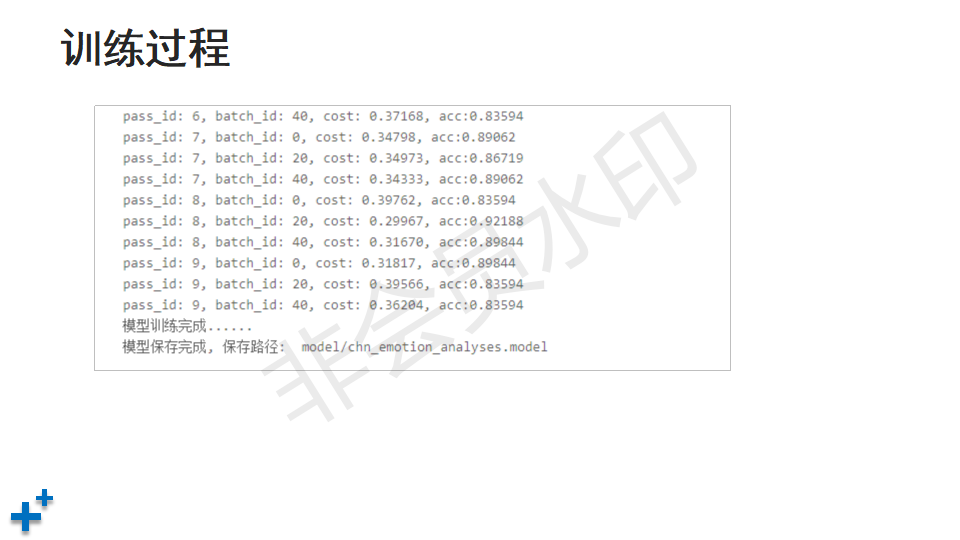 训练过程
pass_id: 6, batch_id: 40, cost: 0.37168, acc:0.83594
pass_id: 7, batch_id: 0, cost: 0.34798, acc:0.89062
pass_id: 7, batch_id: 20, cost: 0.34973, acc:0.86719
pass_id: 7, batch_id: 40, cost: 0.34333, acc:0.89062
pass_id: 8, batch_id: 0, cost: 0.39762, acc:0.83594
pass_id: 8, batch_id: 20, cost: 0.29967, acc:0.92188
pass_id: 8, batch_id: 40, cost: 0.31670, acc:0.89844
pass_id: 9, batch_id: 0, cost: 0.31817, acc:0.89844
pass_id: 9, batch_id: 20, cost: 0.39566, acc:0.83594
pass_id: 9, batch_id: 40, cost: 0.36204, acc:0.83594
模型训练完成......
模型保存完成, 保存路径: model/chn_emotion_analyses.model
非会员水印